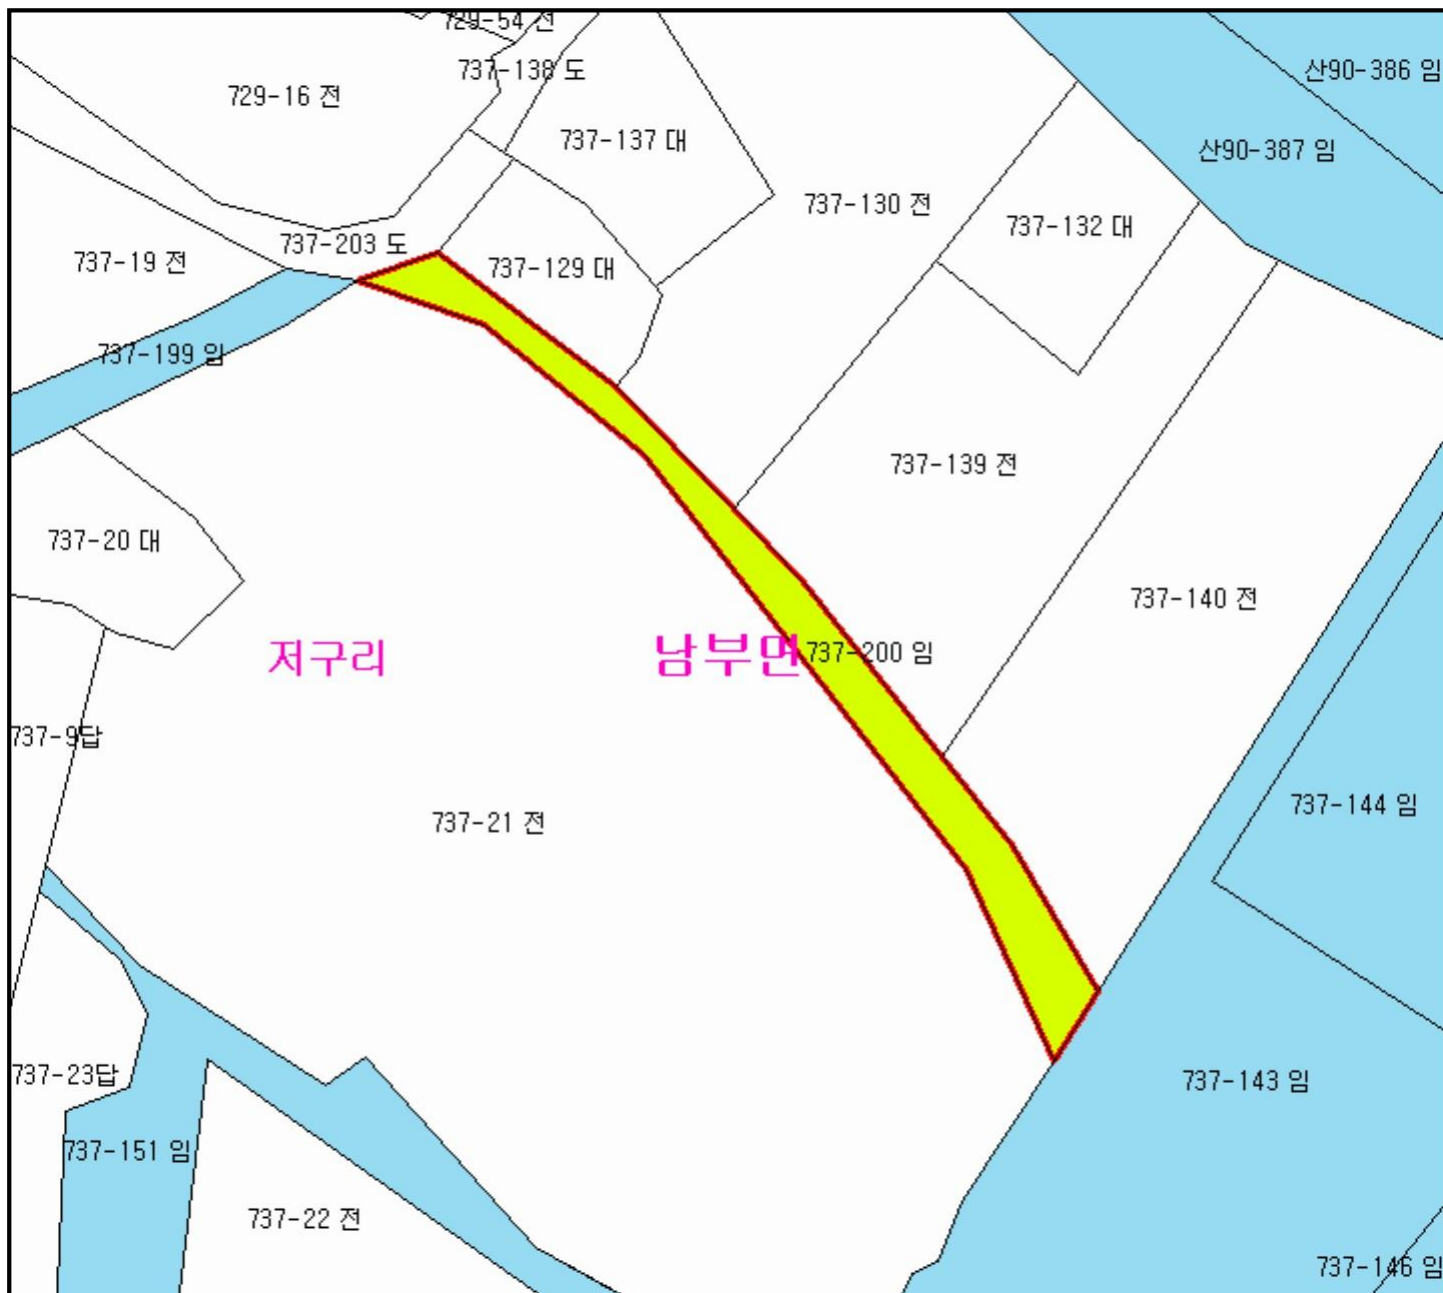 729-54 전
737-138 도
산90-386 임
729-16 전
737-137 대
산90-387 임
737-130 전
737-132 대
737-203 도
737-19 전
737-129 대
737-199 임
737-139 전
737-20 대
737-140 전
저구리
남부면
737-200 임
737-9답
737-144 임
737-21 전
737-23답
737-143 임
737-151 임
737-22 전
737-146 임